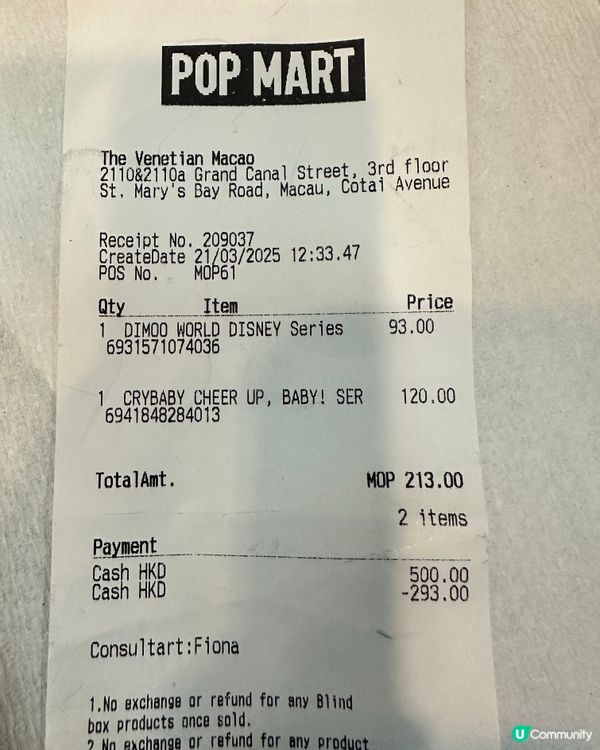 POP MART
The Venetian Macao
2110&2110a Grand Canal Street, 3rd floor
St. Mary's Bay Road, Macau, Cotai Avenue
Receipt No. 209037
CreateDate 21/03/2025 12:33.47
POS No. MOP61
Qty Item Price
1 DIMOO WORLD DISNEY Series 93.00
6931571074036
1 CRYBABY CHEER UP, BABY! SER 120.00
6941848284013
TotalAmt. MOP 213.00
2 items
Payment
Cash HKD 500.00
Cash HKD -293.00
Consultart:Fiona
1.No exchange or refund for any Blind
box products once sold.
2.No exchange or refund for any product
U Community